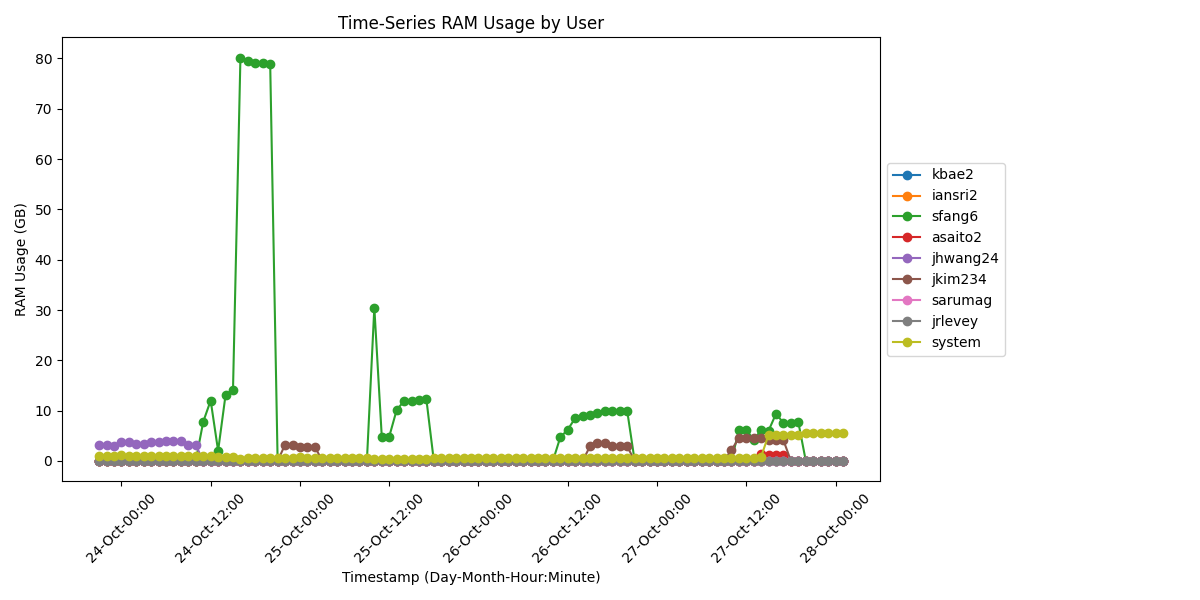 Time-Series RAM Usage by User
RAM Usage (GB)
80
70
60
50
40
30
20
10
0
24-Oct-00:00
24-Oct-12:00
25-Oct-00:00
25-Oct-12:00
26-Oct-00:00
26-Oct-12:00
27-Oct-00:00
27-Oct-12:00
28-Oct-00:00
Timestamp (Day-Month-Hour:Minute)
kbae2
iansri2
sfang6
asaito2
jhwang24
jkim234
sarumag
jrlevey
system